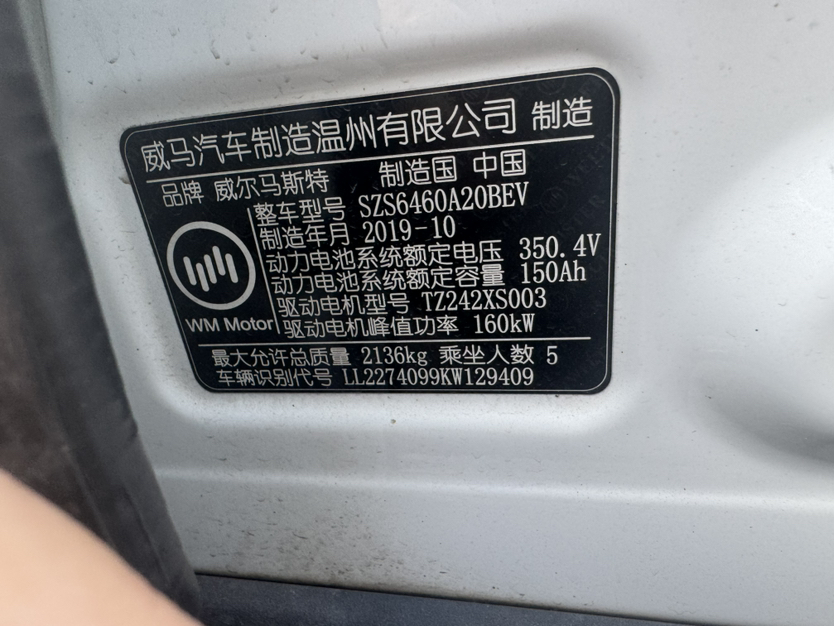 威马汽车制造温州有限公司 制造
品牌 威尔马斯特 制造国 中国
整车型号 SZS6460A20BEV
制造年月 2019-10
动力电池系统额定电压 350.4V
动力电池系统额定容量 150Ah
驱动电机型号 TZ242XS003
WM Motor
驱动电机峰值功率 160kW
最大允许总质量 2136kg 乘坐人数 5
车辆识别代号 LL2274099KW129409